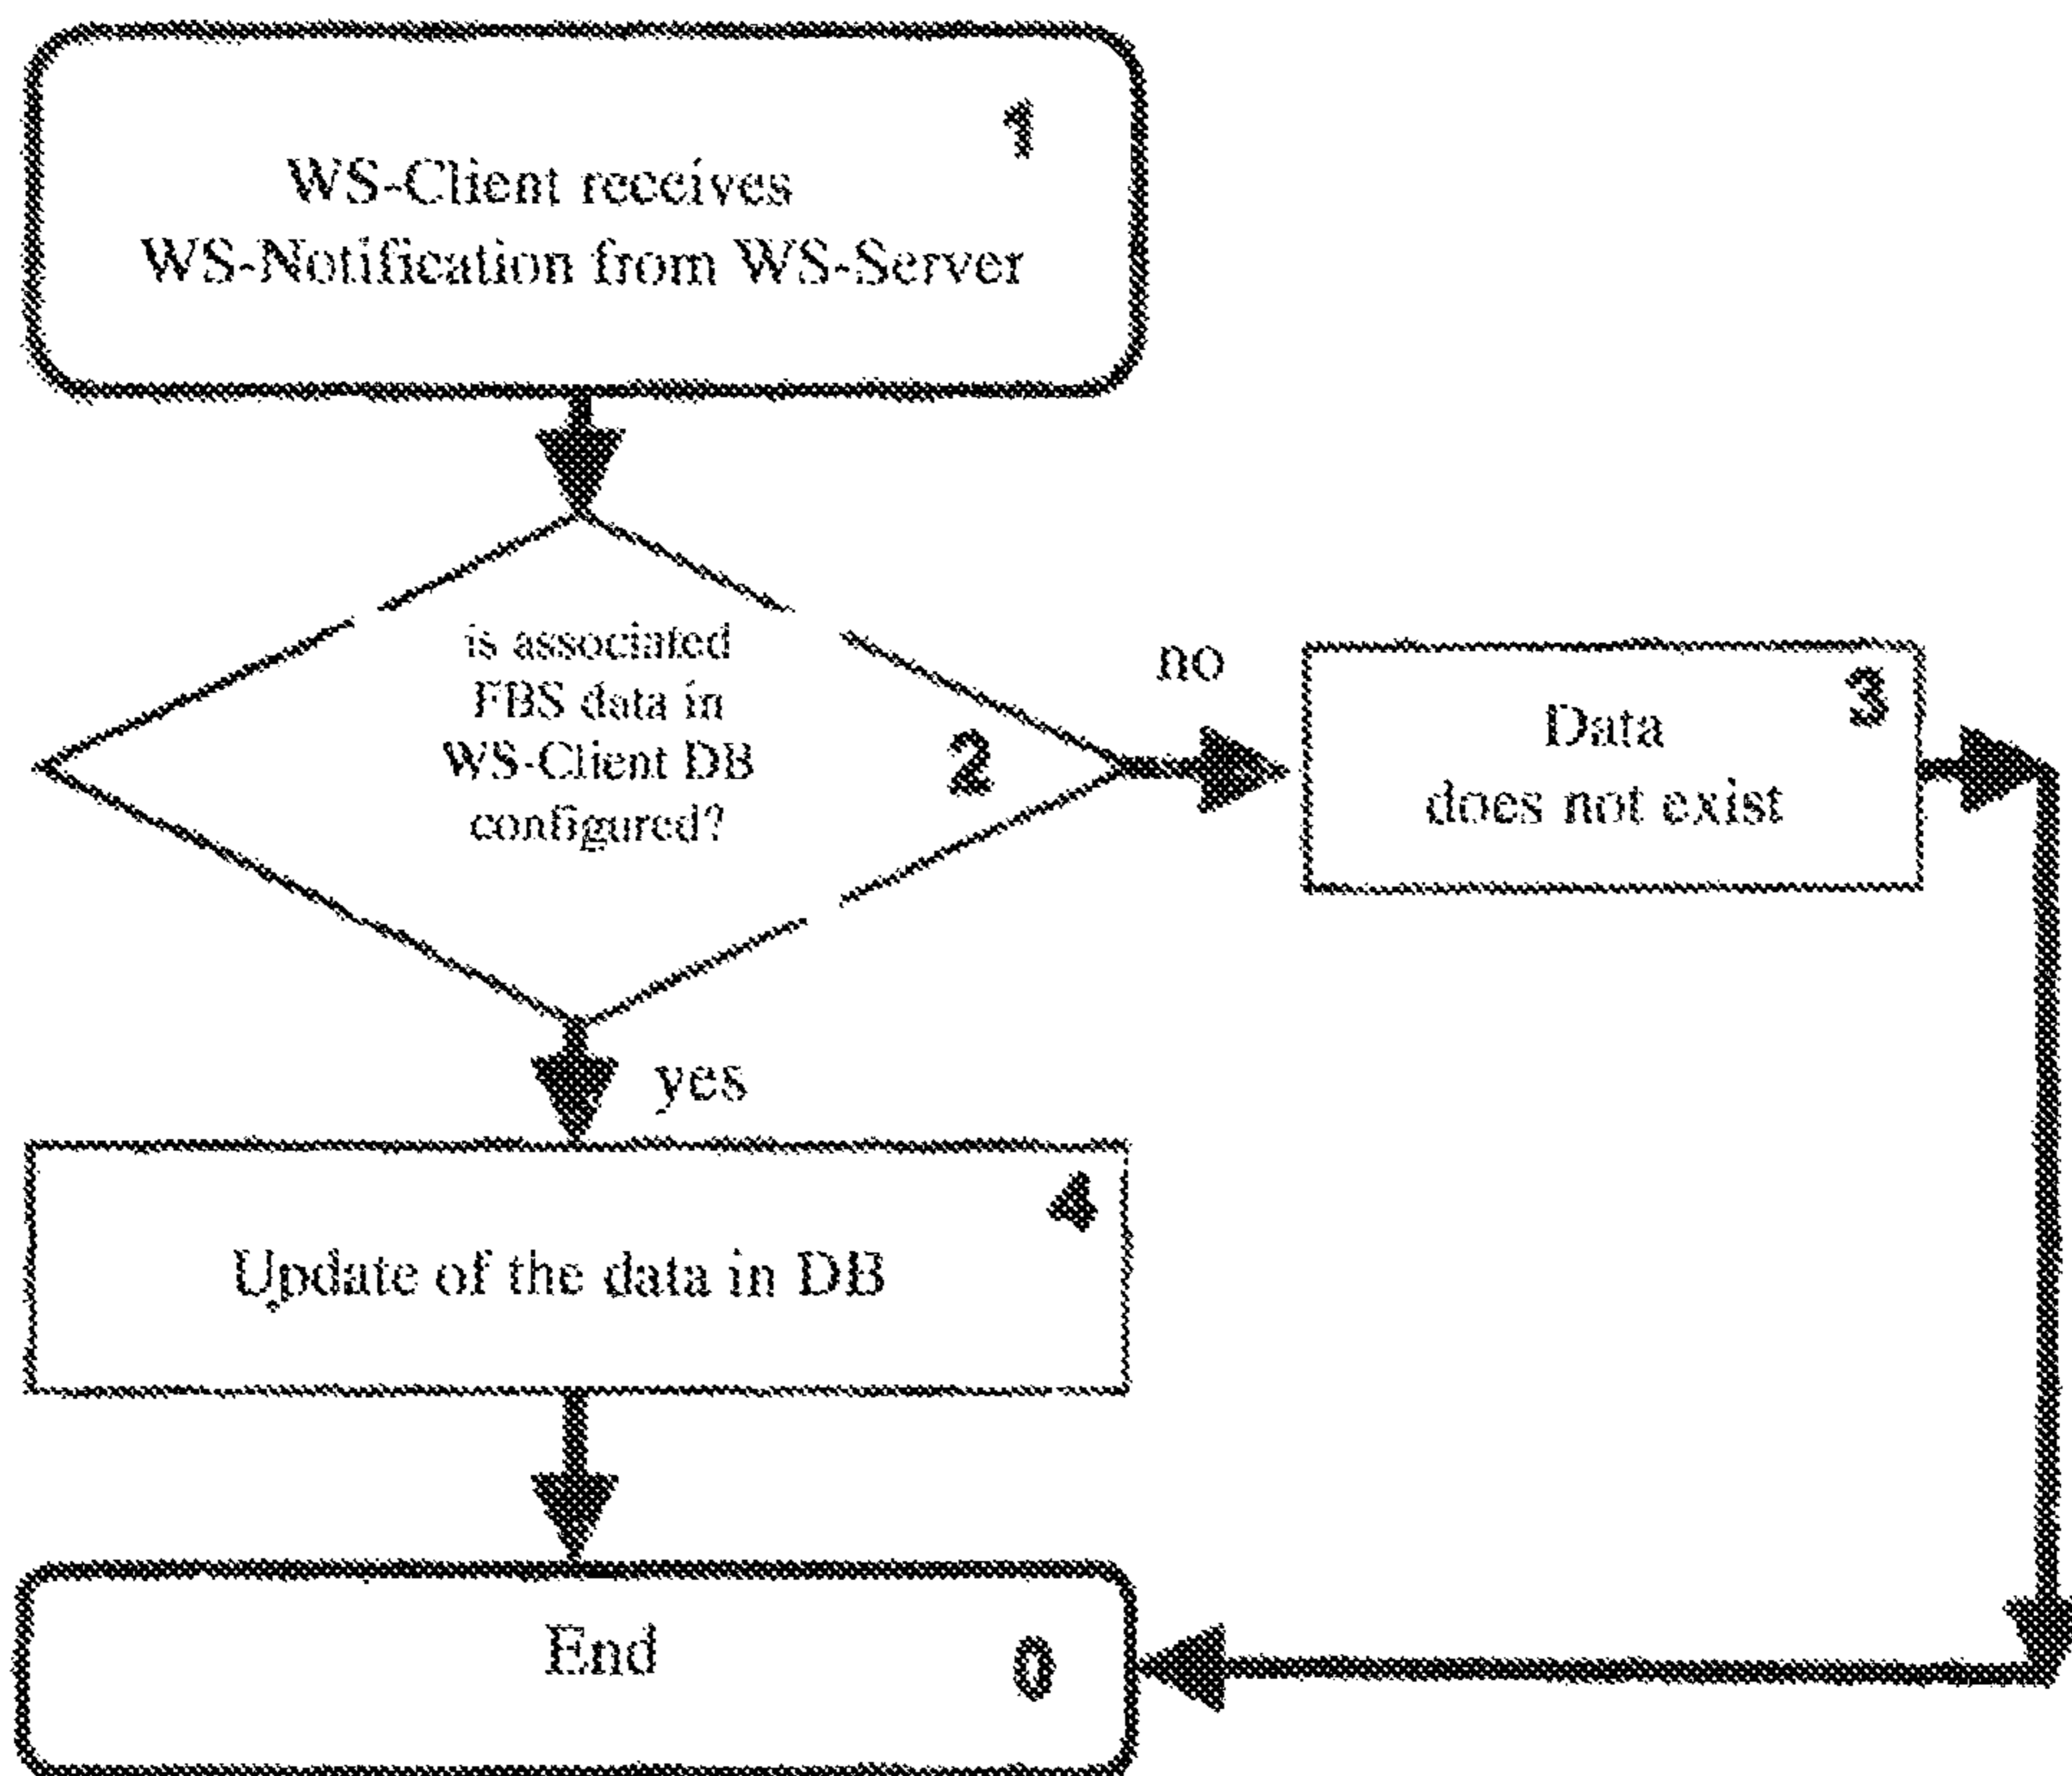 1
WS-Client receives
WS-Notification from WS-Server
is associated
FBS data in
WS-Client DB
configured?
2
no
3
Data
does not exist
yes
4
Update of the data in DB
End
0